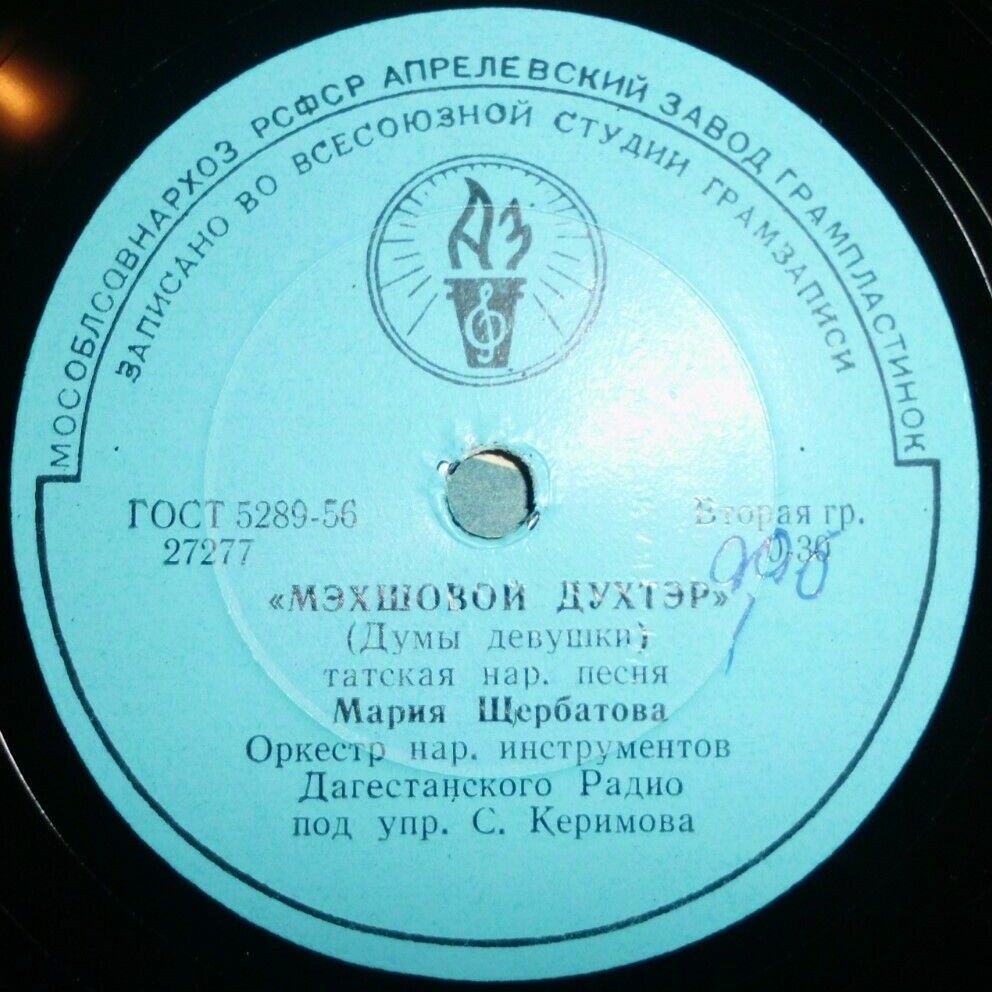 МОСОБЛСОВНАРХОЗ РСФСР АПРЕЛЕВСКИЙ ЗАВОД ГРАМПЛАСТИНОК
ЗАПИСАНО ВО ВСЕСОЮЗНОЙ СТУДИИ ГРАМЗАПИСИ
АЗ
ГОСТ 5289-56 Вторая гр.
27277 0-30
«МЭХШОВОЙ ДУХТЭР»
(Думы девушки)
татская нар. песня
Мария Щербатова
Оркестр нар. инструментов
Дагестанского Радио
под упр. С. Керимова